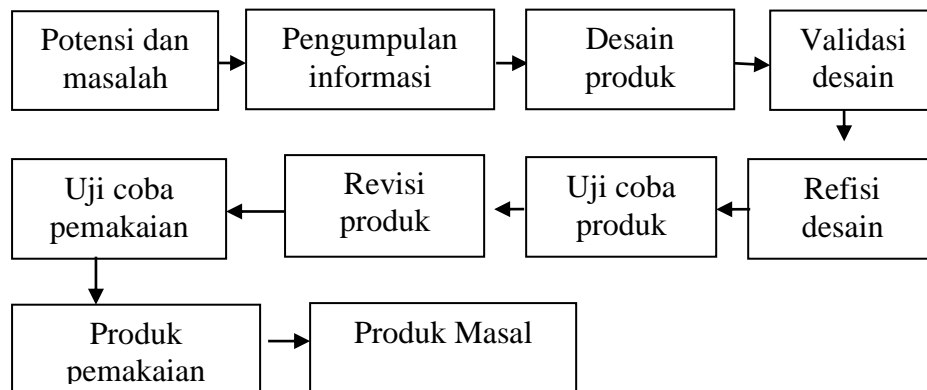 Potensi dan
masalah
Pengumpulan
informasi
Desain
produk
Validasi
desain
Refisi
desain
Uji coba
produk
Revisi
produk
Uji coba
pemakaian
Produk
pemakaian
Produk Masal